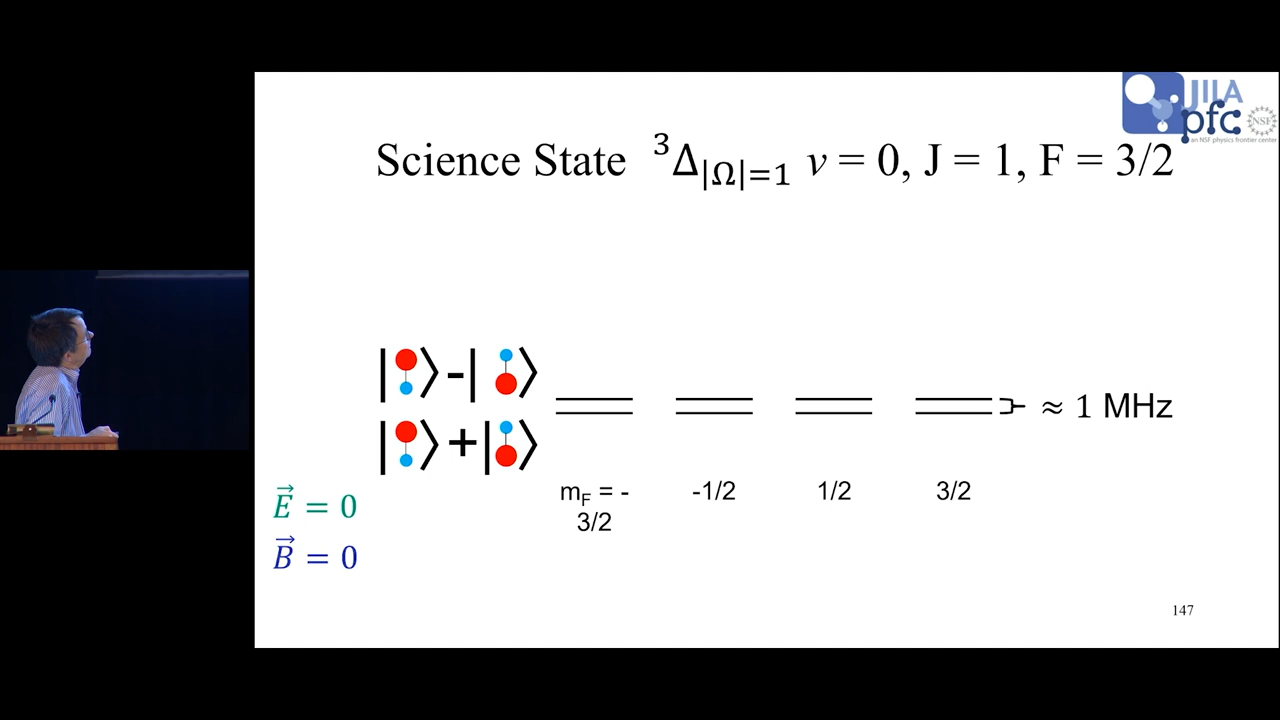 JILA
pfc
NSF
an NSF physics frontier center
Science State ³Δ|Ω|=1 v = 0, J = 1, F = 3/2
| ⟩-| ⟩
≈ 1 MHz
| ⟩+| ⟩
E⃗ = 0
mF = - -1/2 1/2 3/2
3/2
B⃗ = 0
147